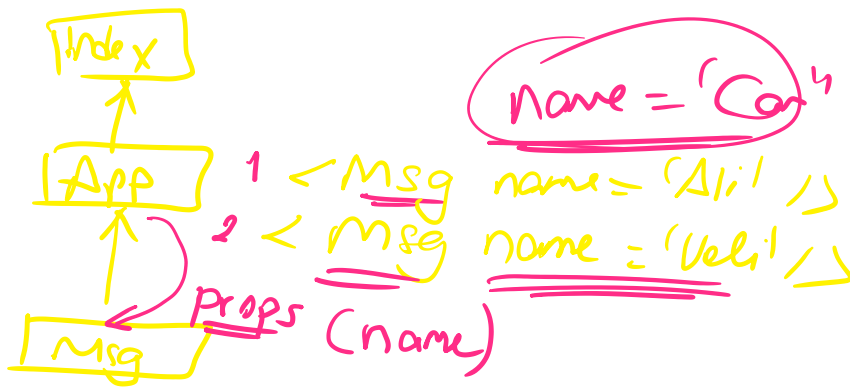 Index
name = 'Can'
App
1 <Msg name = 'Ali' />
2 <Msg name = 'Veli' />
props (name)
Msg